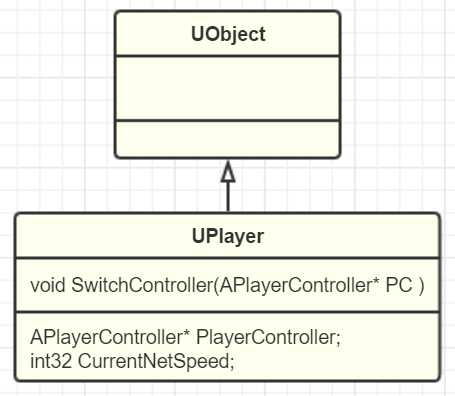 UObject
UPlayer
void SwitchController(APlayerController* PC )
APlayerController* PlayerController;
int32 CurrentNetSpeed;